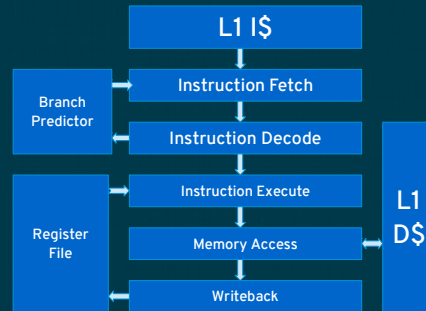 L1 I$
Instruction Fetch
Branch
Predictor
Instruction Decode
Instruction Execute
L1
D$
Register
File
Memory Access
Writeback